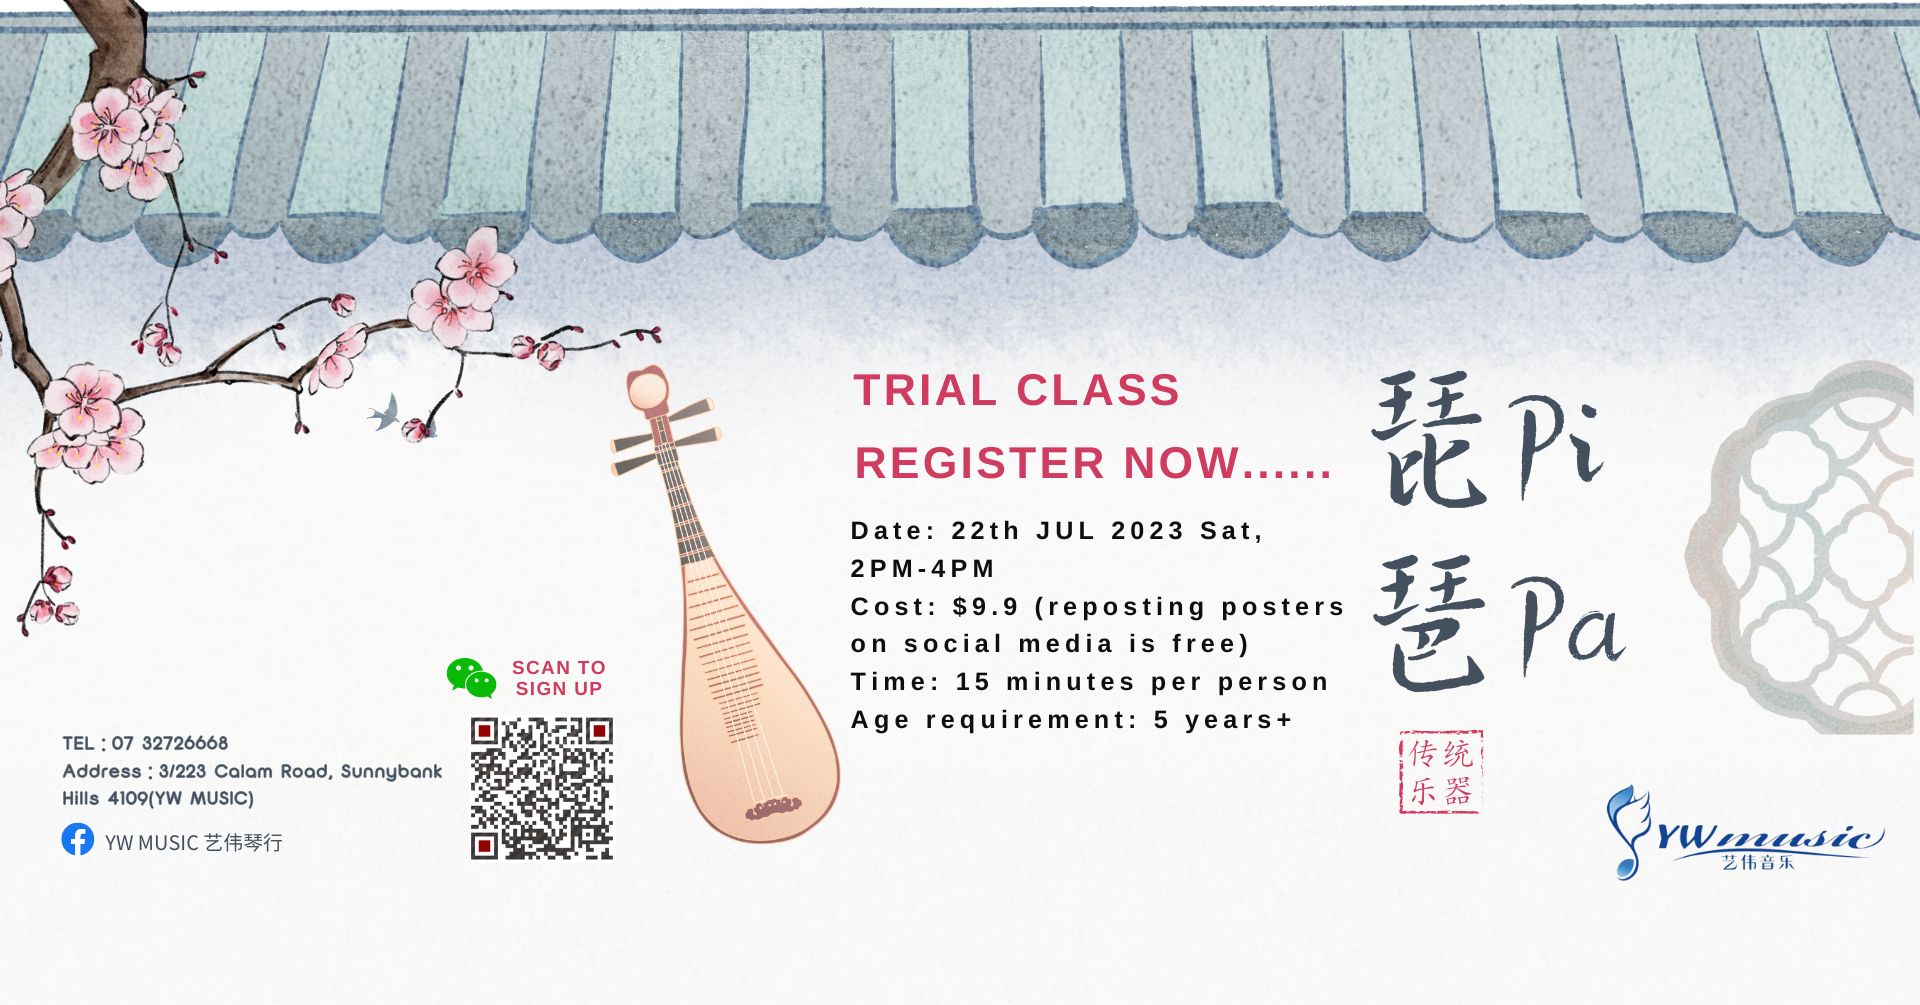 TRIAL CLASS
REGISTER NOW......
Date: 22th JUL 2023 Sat,
2PM-4PM
Cost: $9.9 (reposting posters
on social media is free)
Time: 15 minutes per person
Age requirement: 5 years+
琵 Pi
琶 Pa
传统
乐器
SCAN TO
SIGN UP
TEL : 07 32726668
Address : 3/223 Calam Road, Sunnybank
Hills 4109(YW MUSIC)
YW MUSIC 艺伟琴行
YW music
艺伟音乐